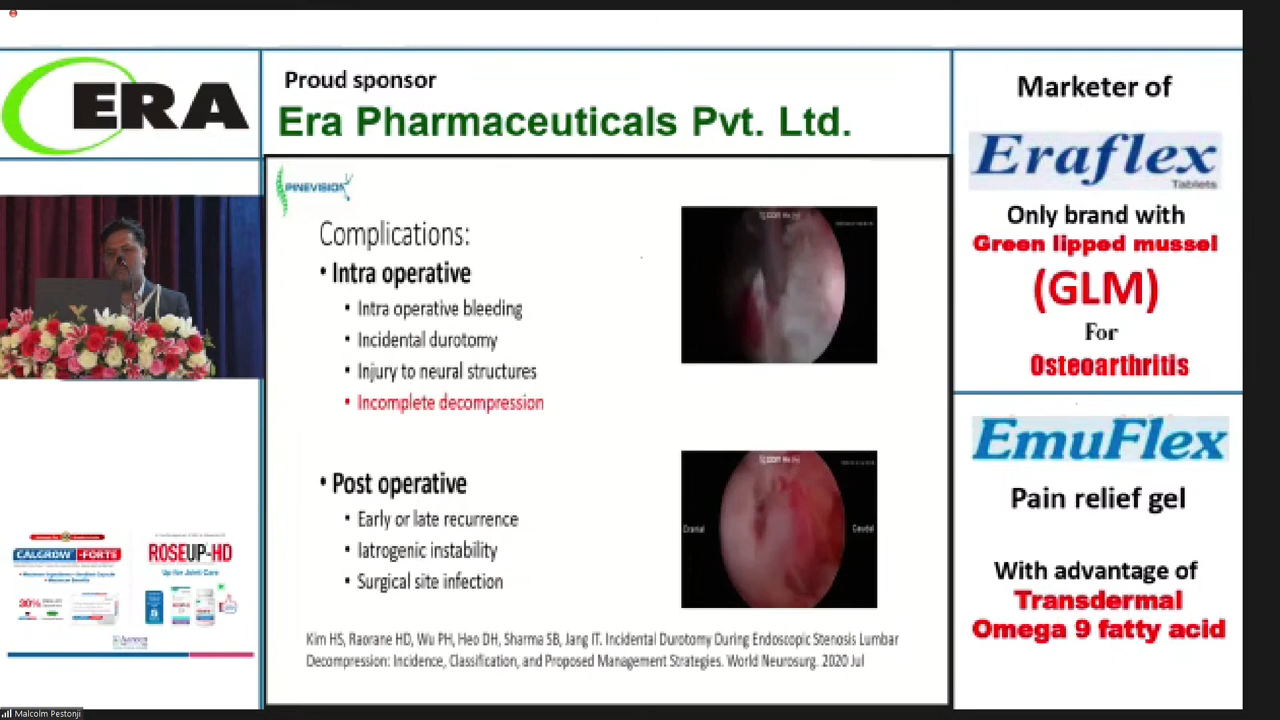 ERA
Proud sponsor
Era Pharmaceuticals Pvt. Ltd.
PINEVISION
Complications:
• Intra operative
• Intra operative bleeding
• Incidental durotomy
• Injury to neural structures
• Incomplete decompression
• Post operative
• Early or late recurrence
• Iatrogenic instability
• Surgical site infection
Cranial
Caudal
Kim HS, Raorane HD, Wu PH, Heo DH, Sharma SB, Jang IT. Incidental Durotomy During Endoscopic Stenosis Lumbar
Decompression: Incidence, Classification, and Proposed Management Strategies. World Neurosurg. 2020 Jul
Marketer of
Eraflex
Tablets
Only brand with
Green lipped mussel
(GLM)
For
Osteoarthritis
EmuFlex
Pain relief gel
With advantage of
Transdermal
Omega 9 fatty acid
CALGROW-FORTE
30%
ROSEUP-HD
Up for Joint Care
Malcolm Pestonji